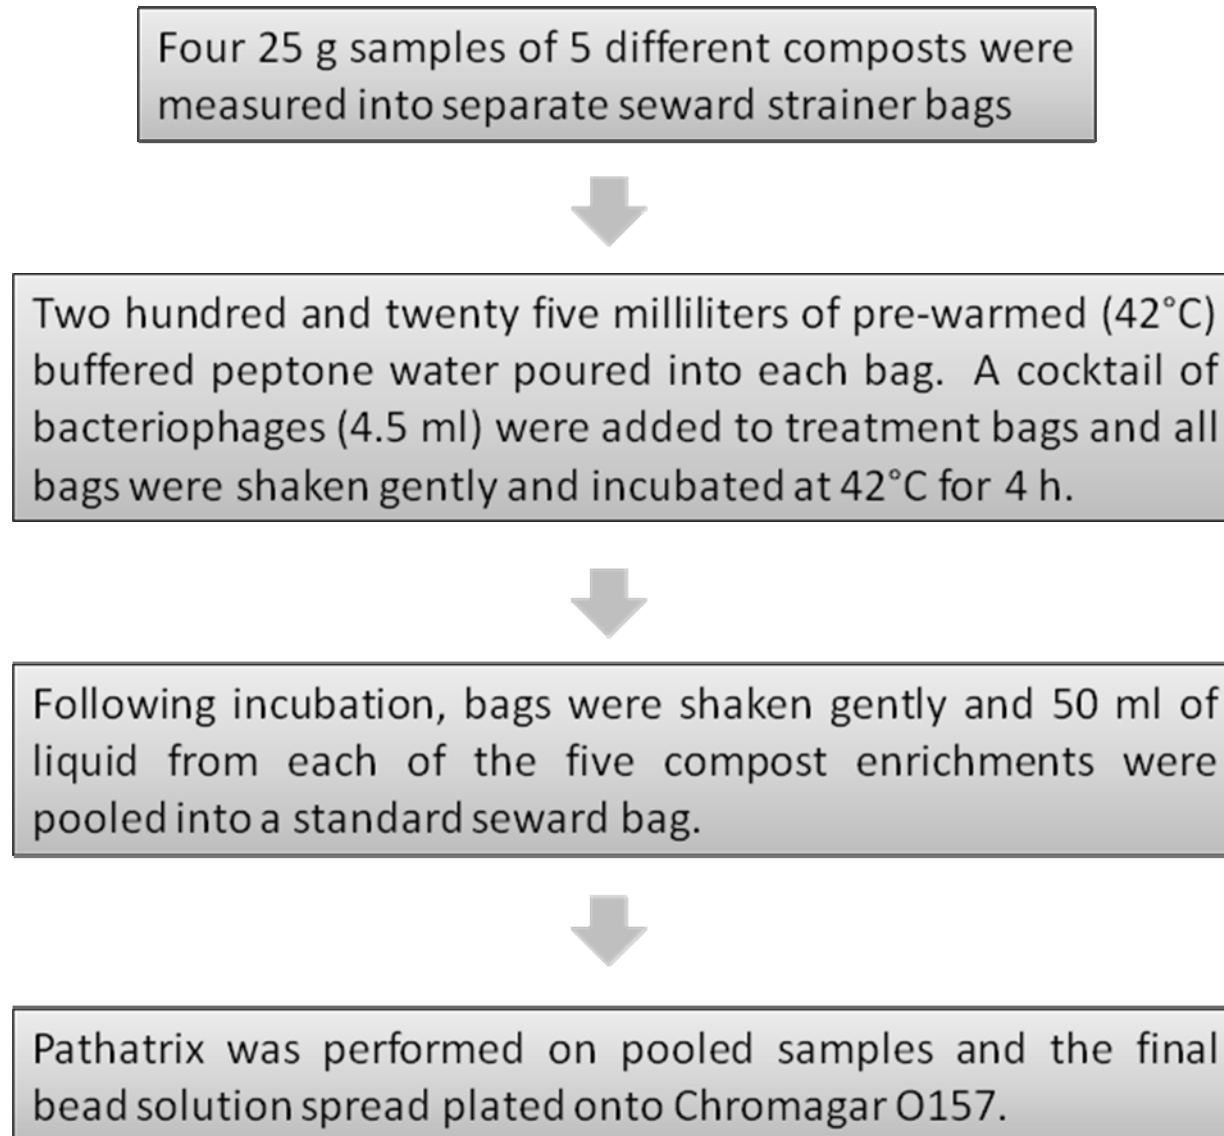 Four 25 g samples of 5 different composts were
measured into separate seward strainer bags
Two hundred and twenty five milliliters of pre-warmed (42°C)
buffered peptone water poured into each bag.  A cocktail of
bacteriophages (4.5 ml) were added to treatment bags and all
bags were shaken gently and incubated at 42°C for 4 h.
Following incubation, bags were shaken gently and 50 ml of
liquid from each of the five compost enrichments were
pooled into a standard seward bag.
Pathatrix was performed on pooled samples and the final
bead solution spread plated onto Chromagar O157.